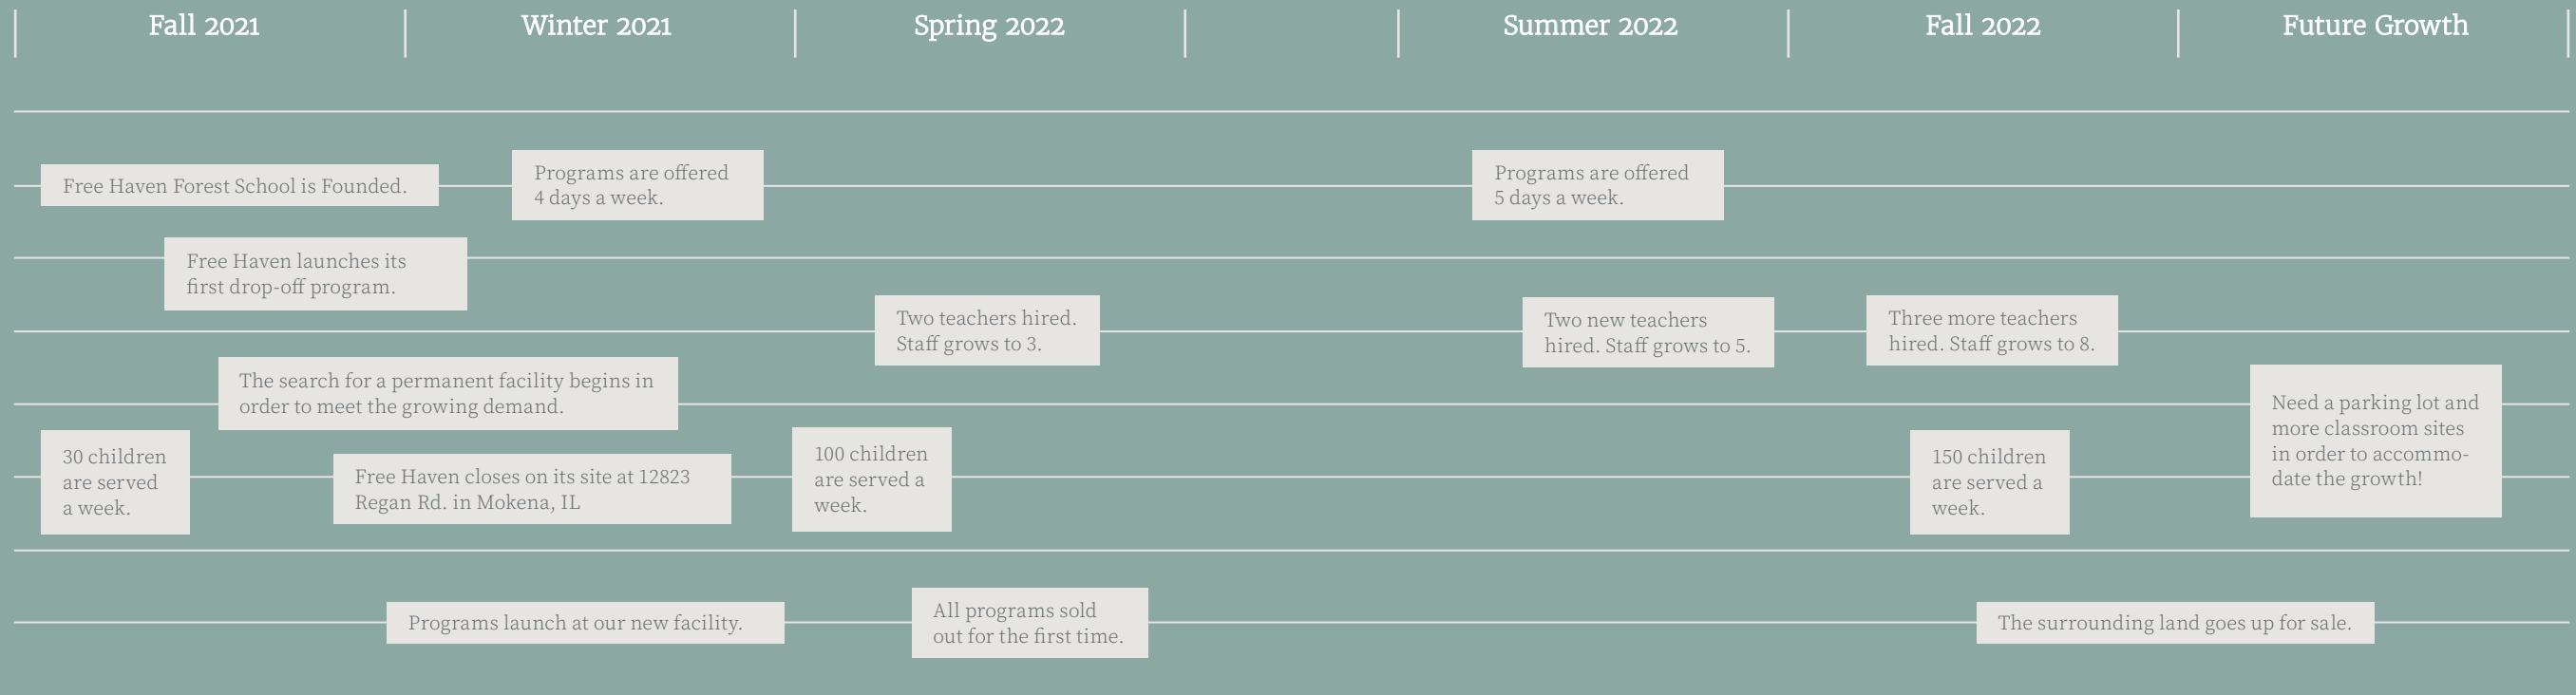 Fall 2021
Winter 2021
Spring 2022
Summer 2022
Fall 2022
Future Growth
Free Haven Forest School is Founded.
Programs are offered
4 days a week.
Programs are offered
5 days a week.
Free Haven launches its
first drop-off program.
Two teachers hired.
Staff grows to 3.
Two new teachers
hired. Staff grows to 5.
Three more teachers
hired. Staff grows to 8.
The search for a permanent facility begins in
order to meet the growing demand.
Need a parking lot and
more classroom sites
in order to accommo-
date the growth!
30 children
are served
a week.
Free Haven closes on its site at 12823
Regan Rd. in Mokena, IL
100 children
are served a
week.
150 children
are served a
week.
Programs launch at our new facility.
All programs sold
out for the first time.
The surrounding land goes up for sale.